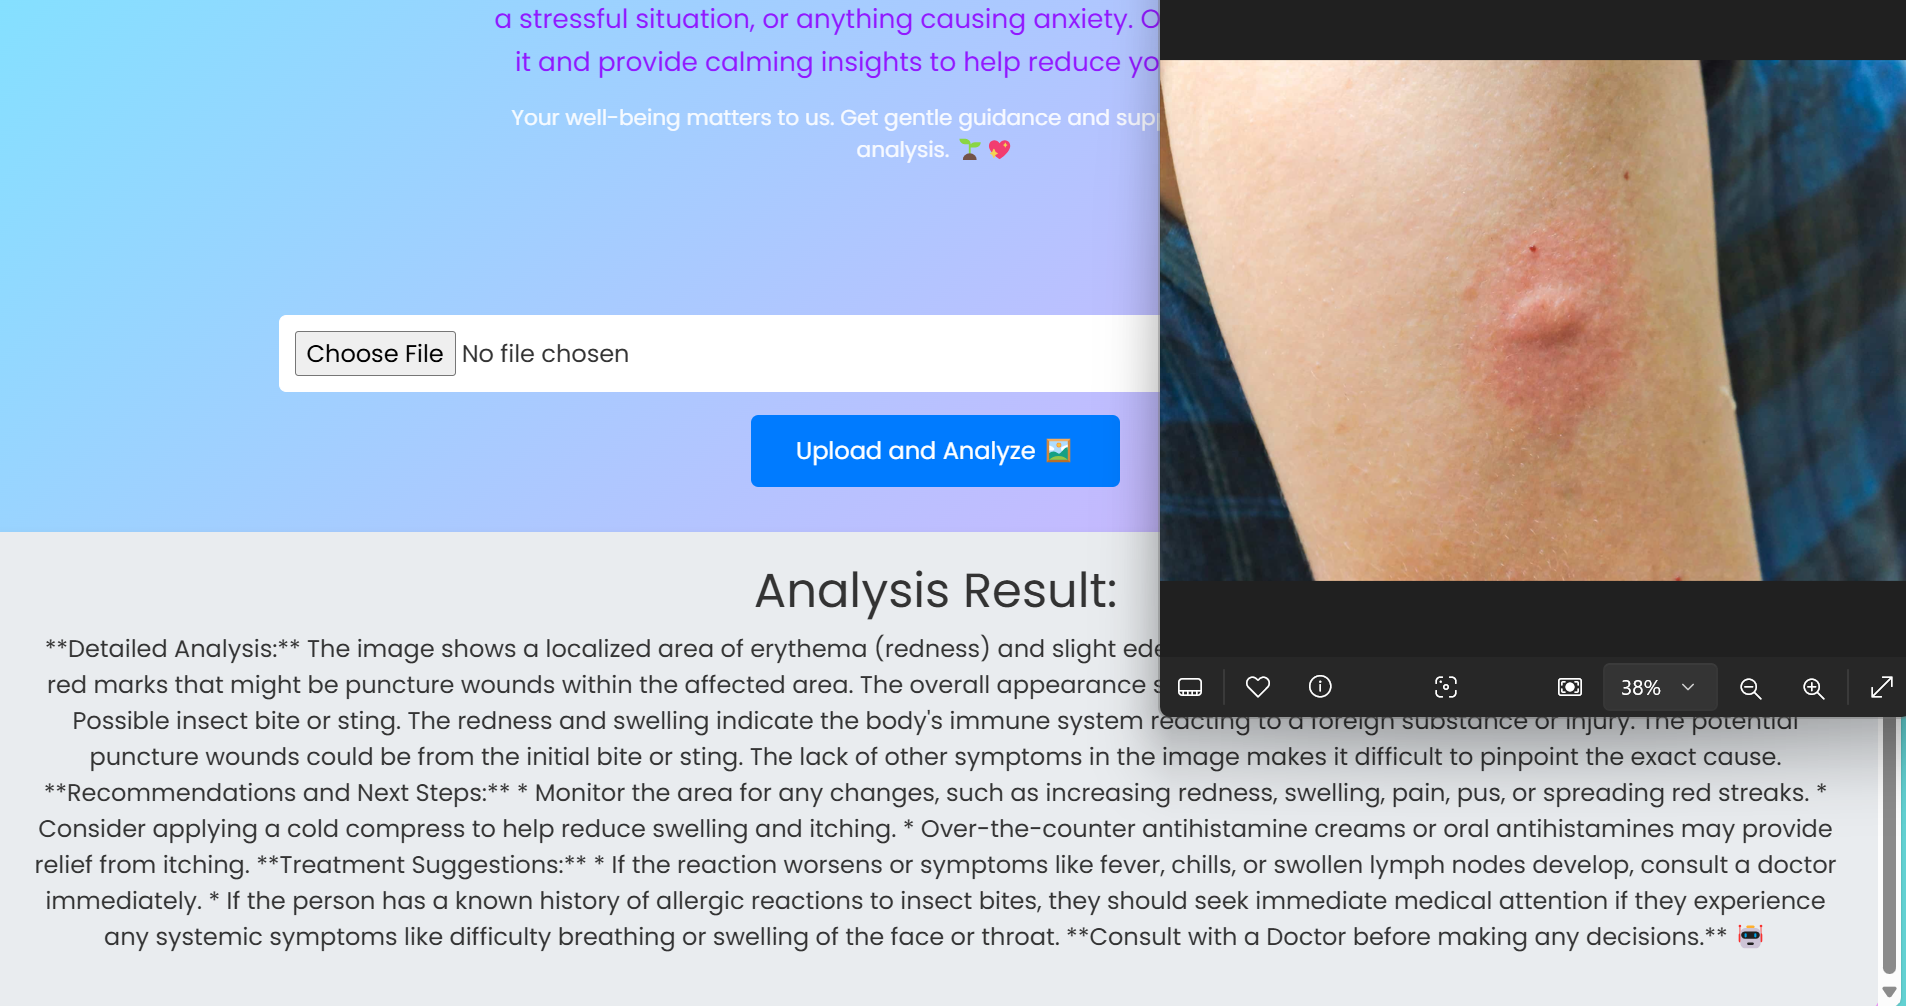 a stressful situation, or anything causing anxiety.
it and provide calming insights to help reduce
Your well-being matters to us. Get gentle guidance and
analysis. 🌱 💖
Choose File No file chosen
Upload and Analyze 🖼️
Analysis Result:
**Detailed Analysis:** The image shows a localized area of erythema (redness) and slight
red marks that might be puncture wounds within the affected area. The overall appearance
Possible insect bite or sting. The redness and swelling indicate the body's immune system reacting to a foreign substance or injury. The potential
puncture wounds could be from the initial bite or sting. The lack of other symptoms in the image makes it difficult to pinpoint the exact cause.
**Recommendations and Next Steps:** * Monitor the area for any changes, such as increasing redness, swelling, pain, pus, or spreading red streaks. *
Consider applying a cold compress to help reduce swelling and itching. * Over-the-counter antihistamine creams or oral antihistamines may provide
relief from itching. **Treatment Suggestions:** * If the reaction worsens or symptoms like fever, chills, or swollen lymph nodes develop, consult a doctor
immediately. * If the person has a known history of allergic reactions to insect bites, they should seek immediate medical attention if they experience
any systemic symptoms like difficulty breathing or swelling of the face or throat. **Consult with a Doctor before making any decisions.** 🤖
38%